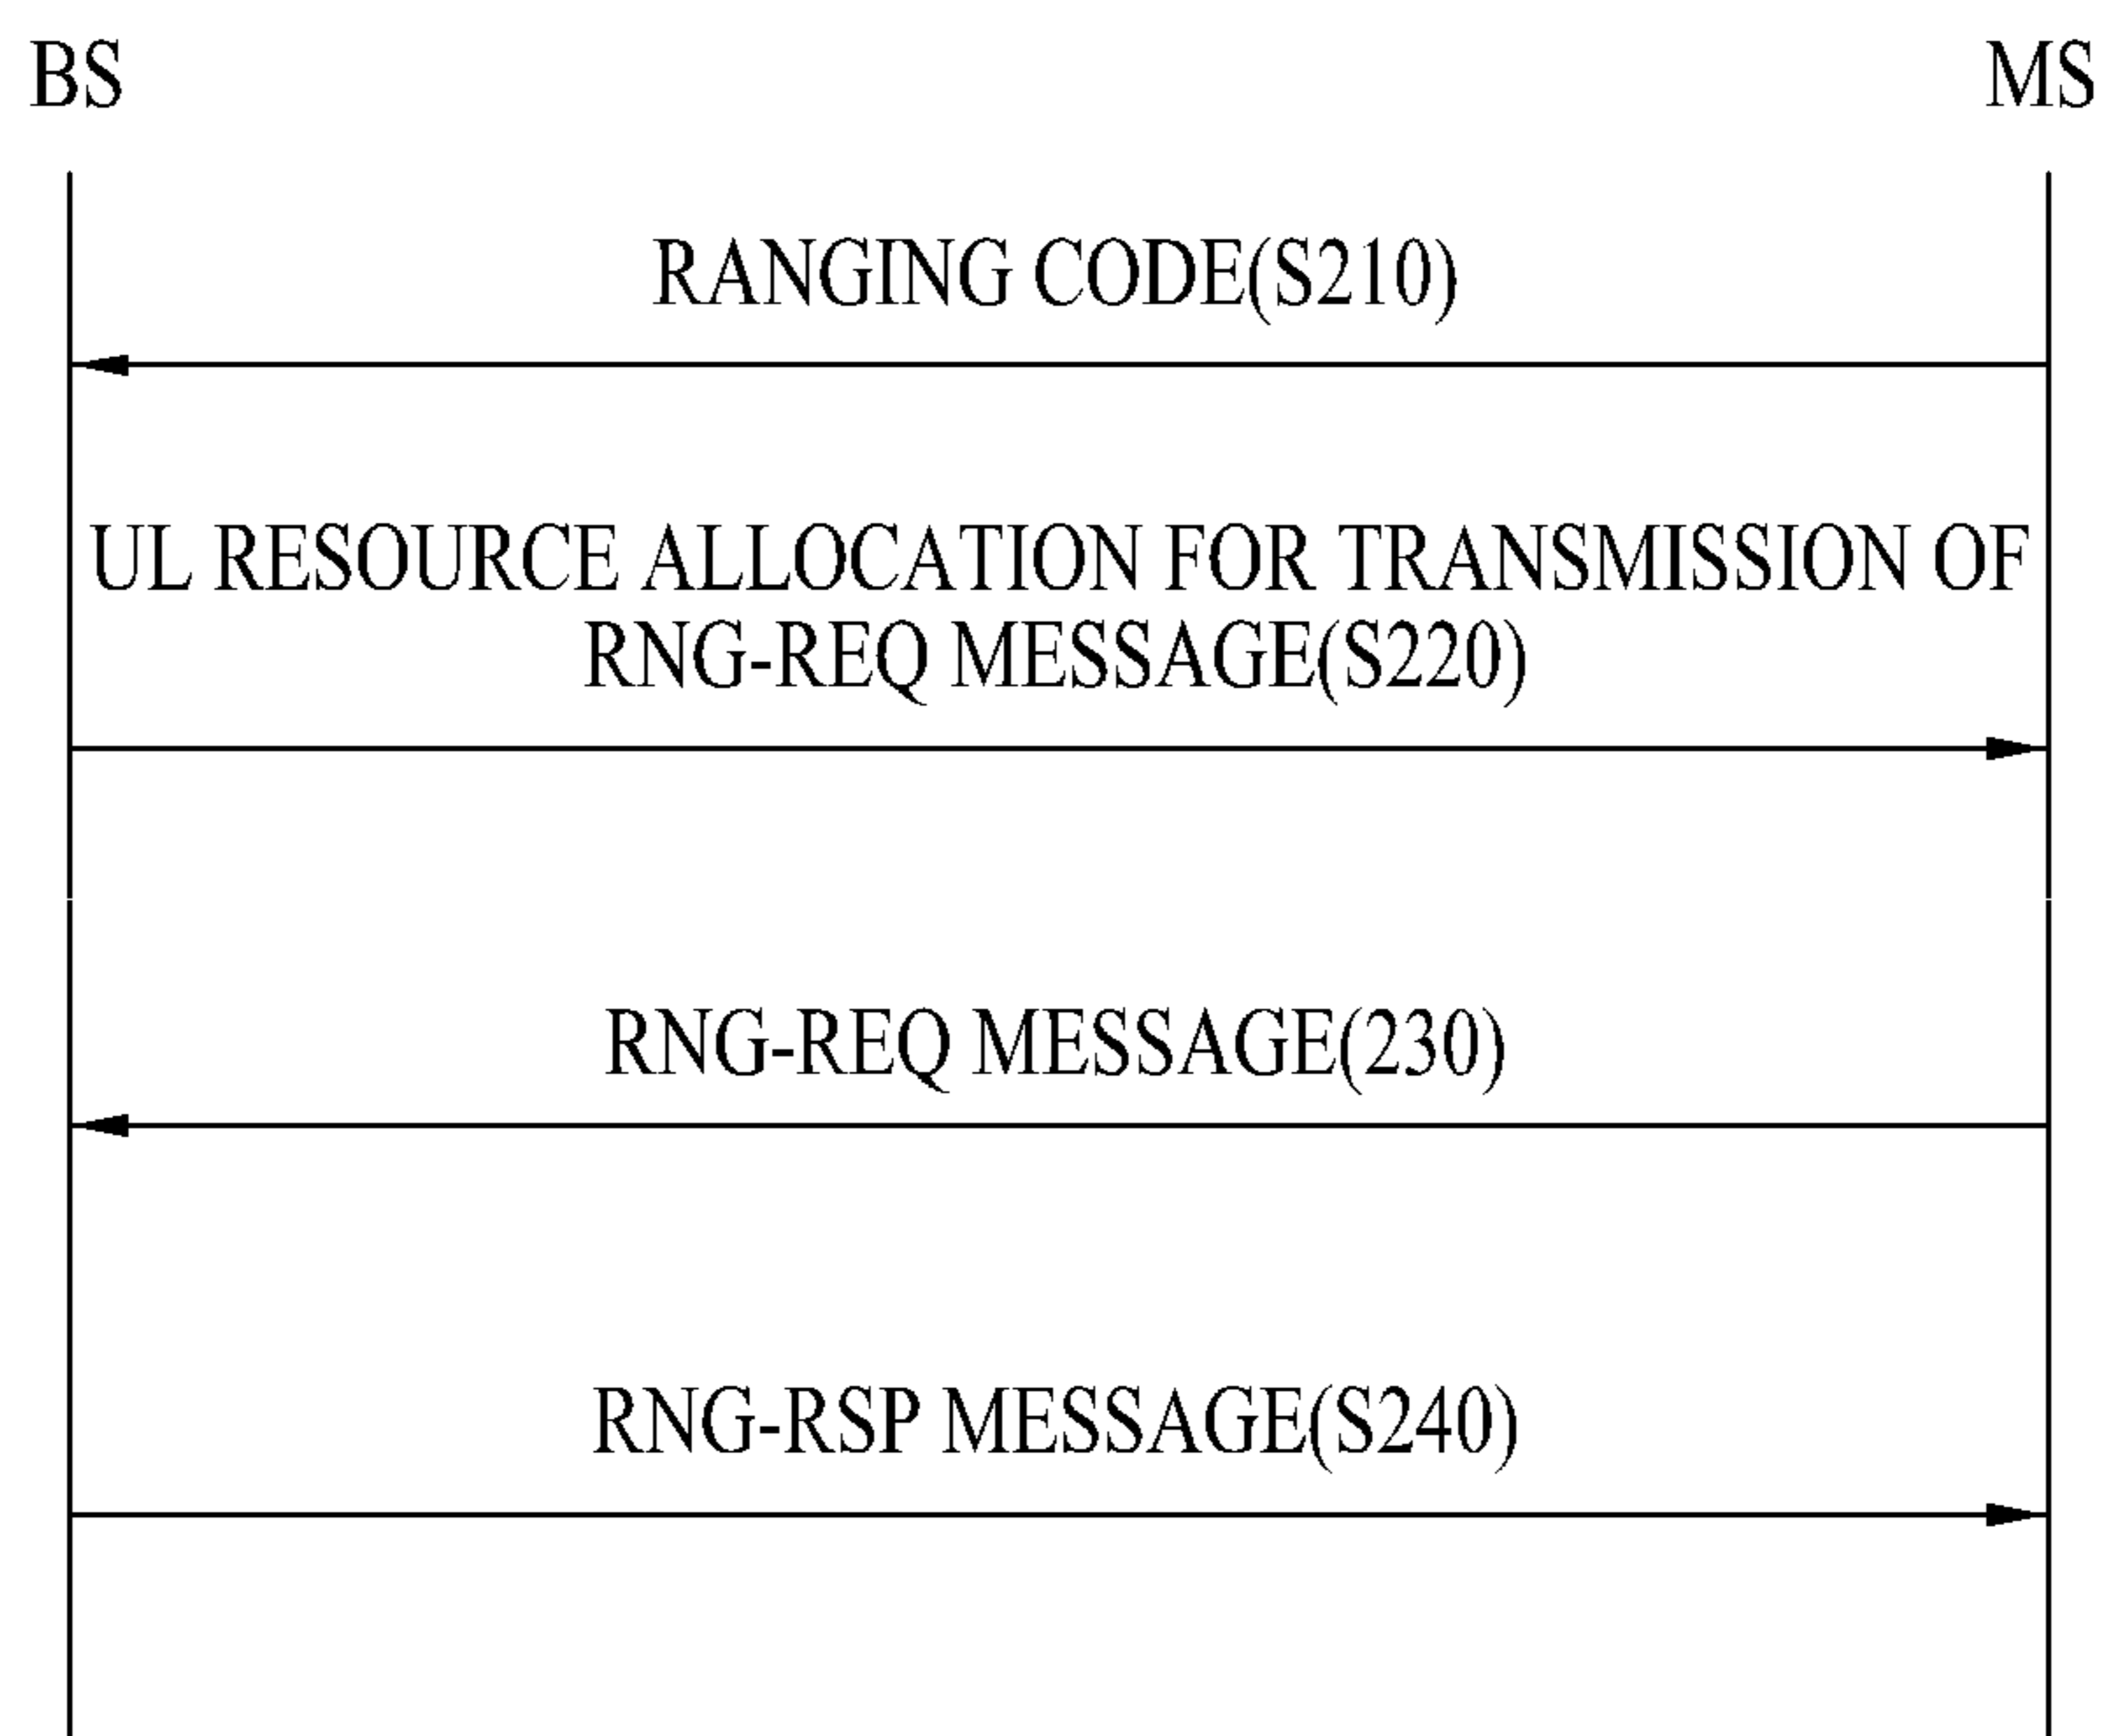 BS
MS
RANGING CODE(S210)
UL RESOURCE ALLOCATION FOR TRANSMISSION OF
RNG-REQ MESSAGE(S220)
RNG-REQ MESSAGE(230)
RNG-RSP MESSAGE(S240)